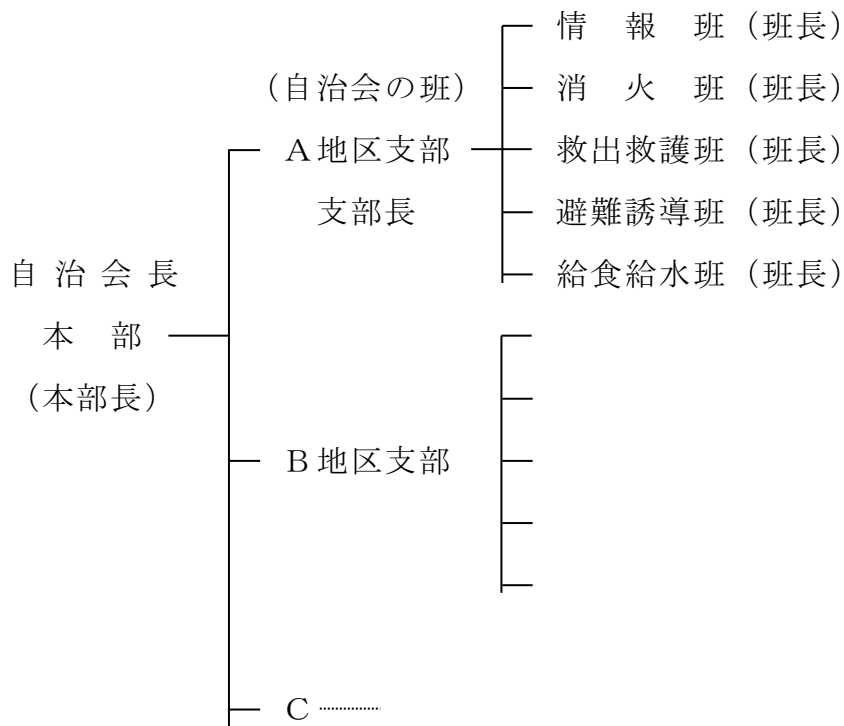 情報班（班長）
（自治会の班）
消火班（班長）
A地区支部
救出救護班（班長）
支部長
避難誘導班（班長）
自治会長
給食給水班（班長）
本部
（本部長）
B地区支部
C